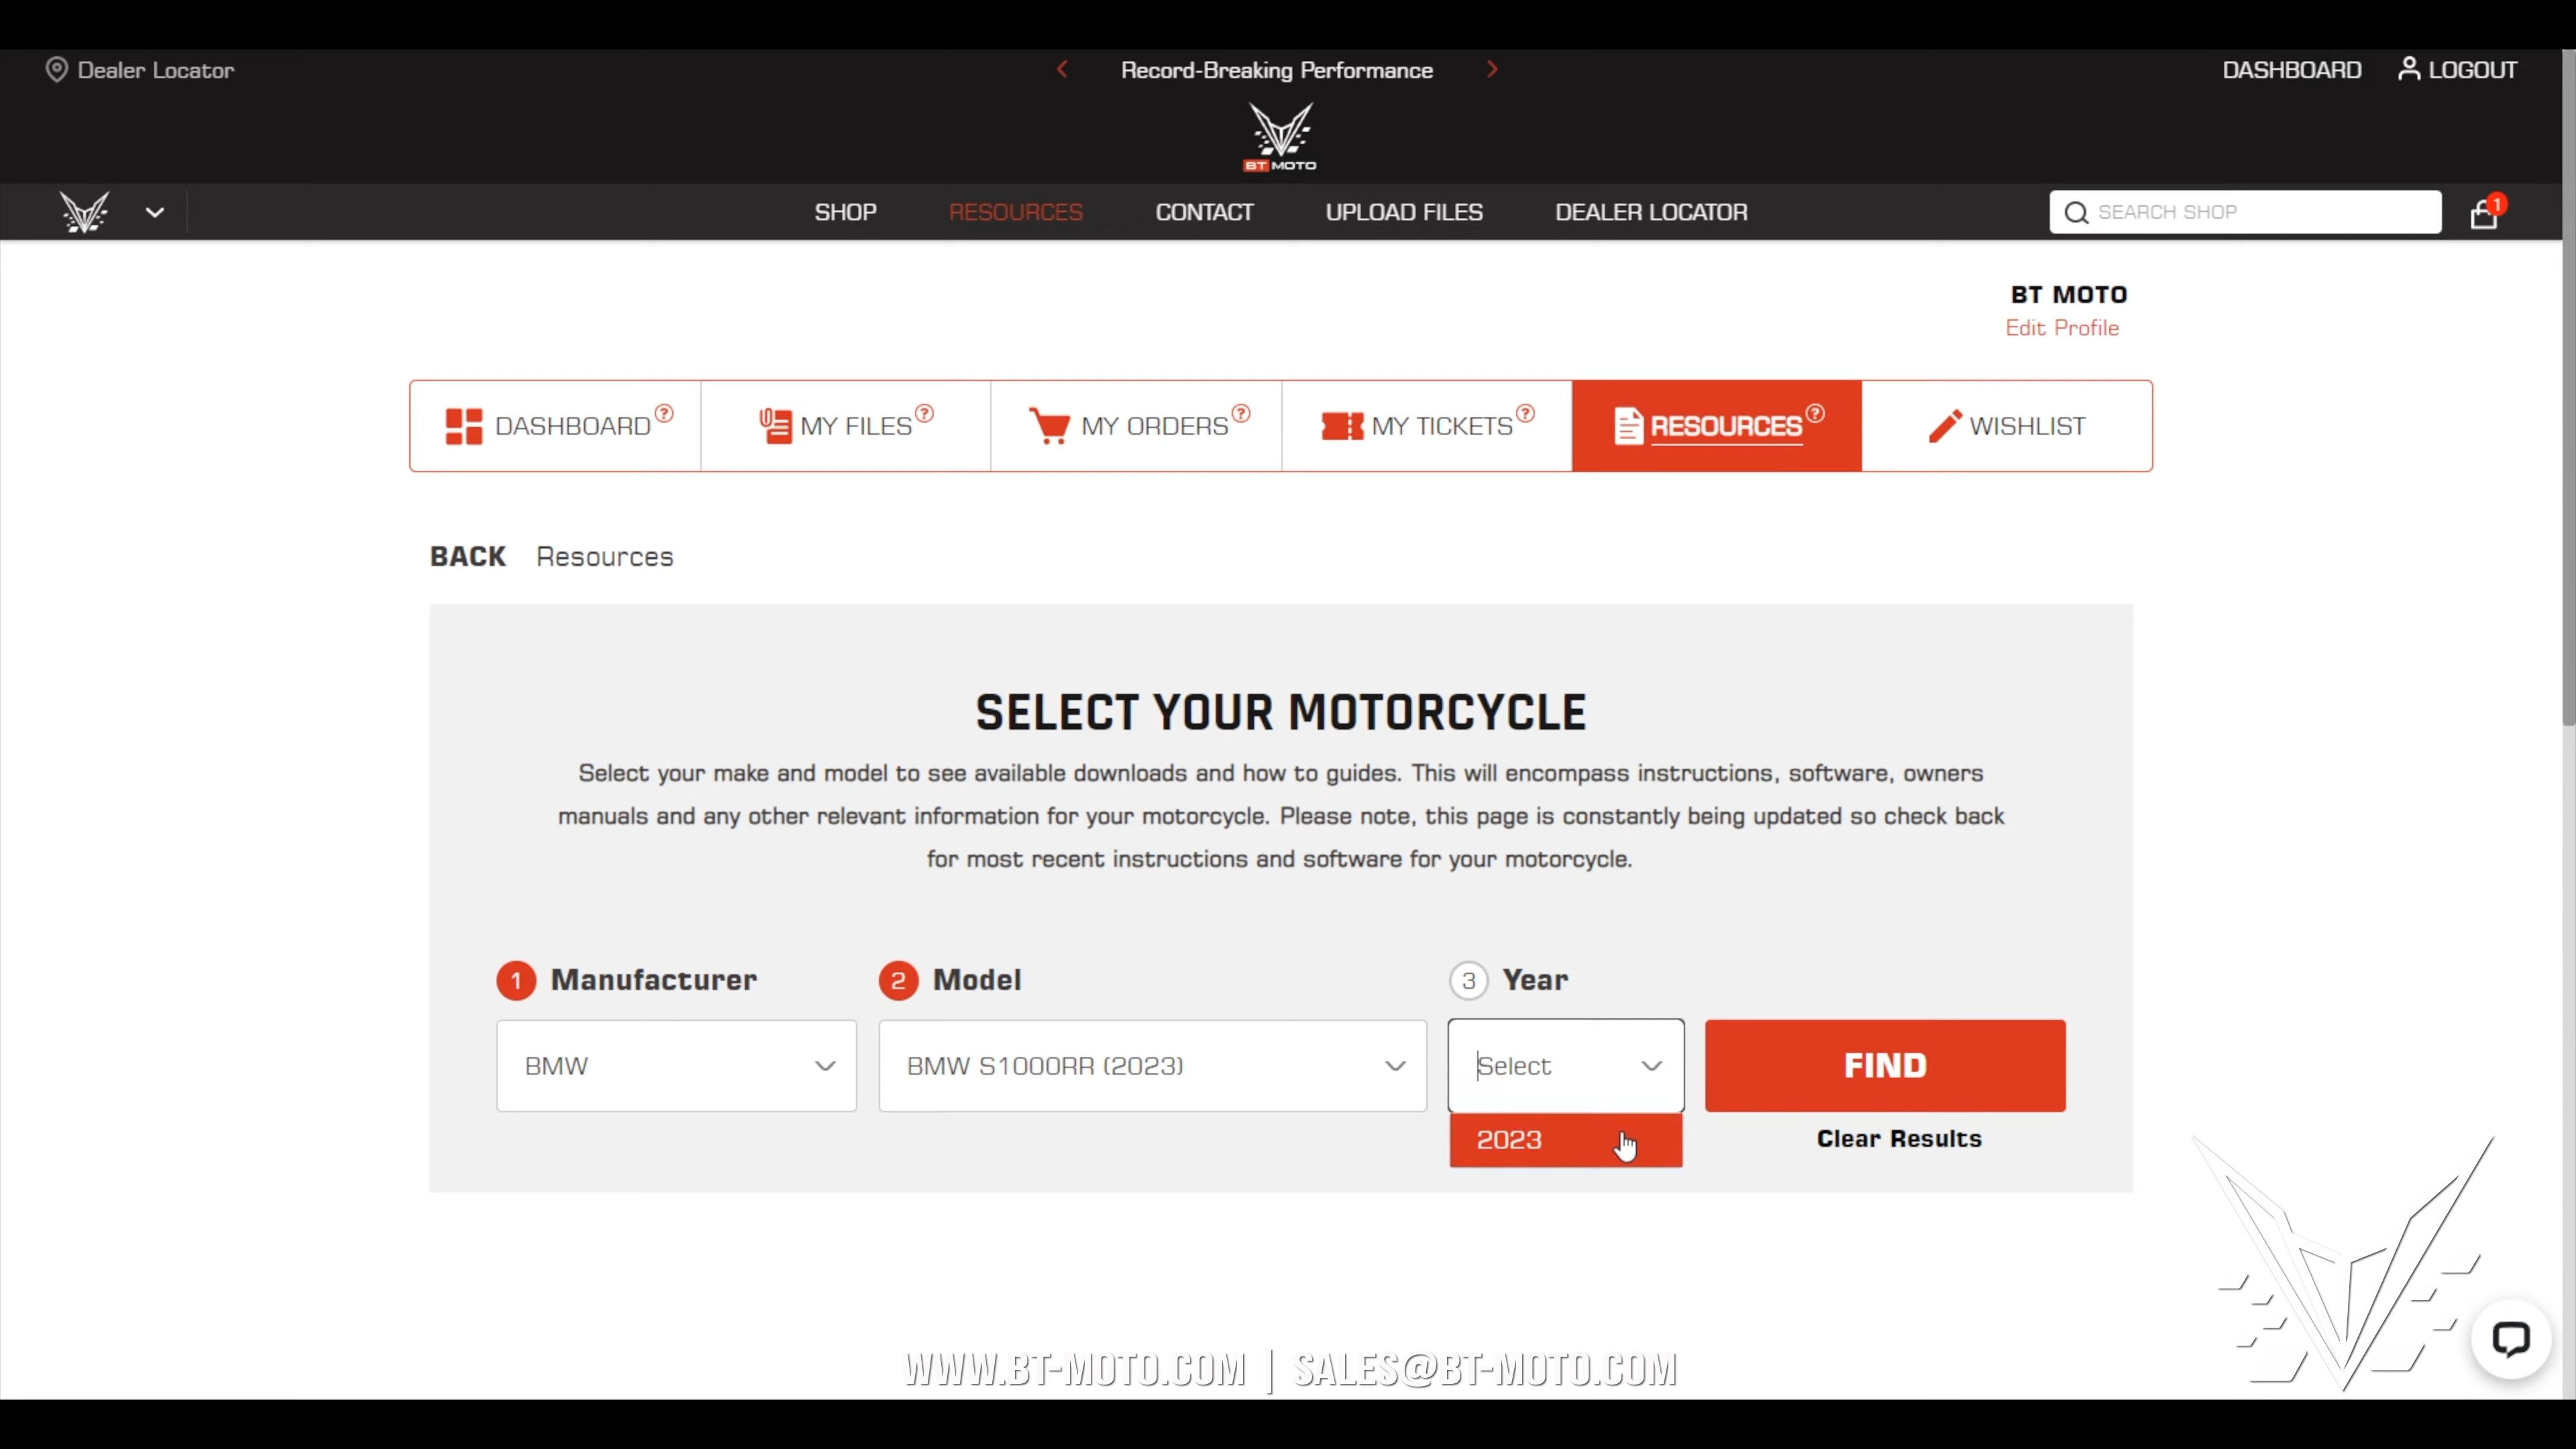 Dealer Locator
Record-Breaking Performance
DASHBOARD
LOGOUT
BT MOTO
SHOP
RESOURCES
CONTACT
UPLOAD FILES
DEALER LOCATOR
SEARCH SHOP
1
BT MOTO
Edit Profile
DASHBOARD ?
MY FILES ?
MY ORDERS ?
MY TICKETS ?
RESOURCES ?
WISHLIST
BACK Resources
SELECT YOUR MOTORCYCLE
Select your make and model to see available downloads and how to guides. This will encompass instructions, software, owners
manuals and any other relevant information for your motorcycle. Please note, this page is constantly being updated so check back
for most recent instructions and software for your motorcycle.
1 Manufacturer
2 Model
3 Year
BMW
BMW S1000RR (2023)
Select
FIND
2023
Clear Results
WWW.BT-MOTO.COM | SALES@BT-MOTO.COM